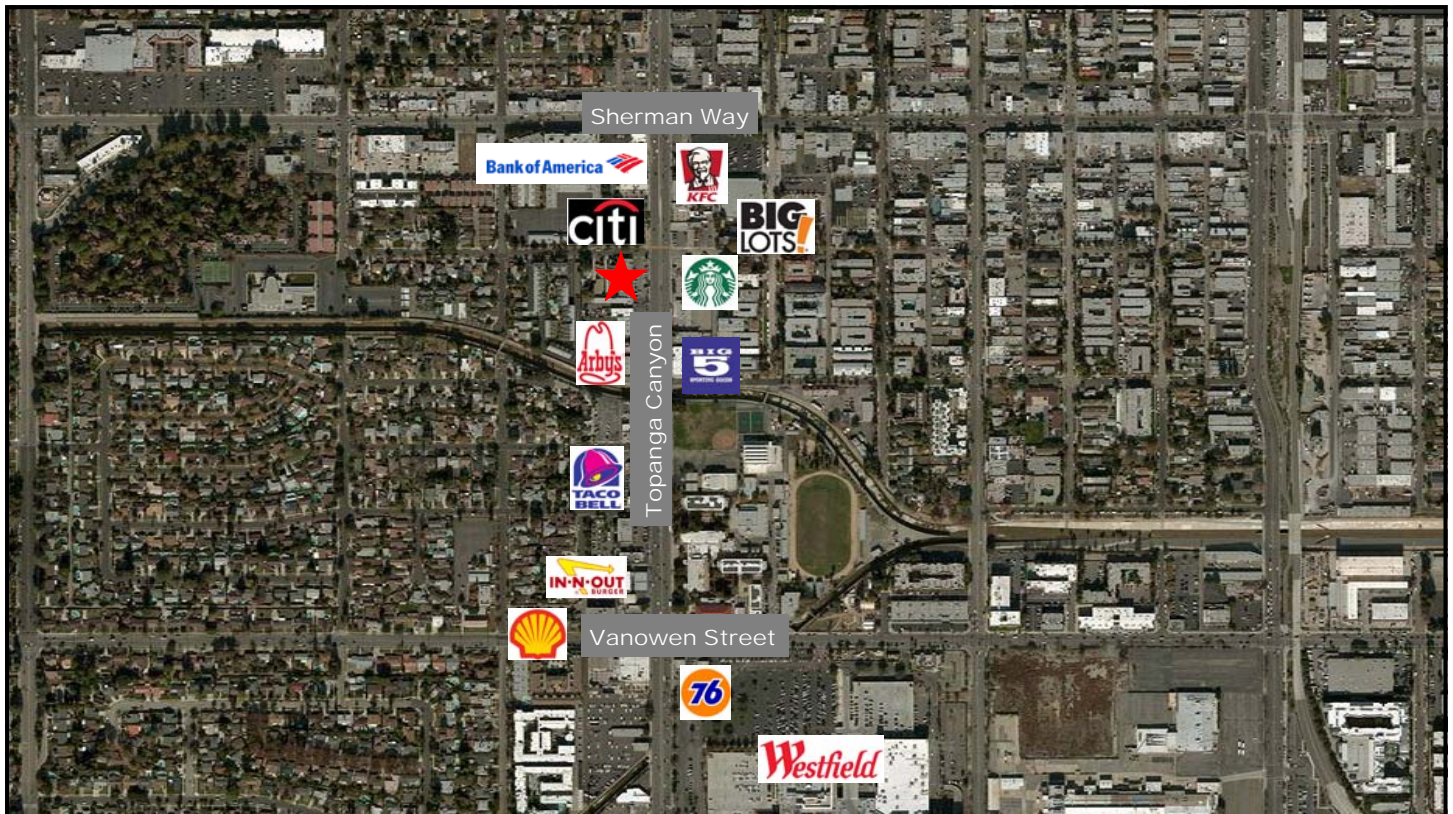 Sherman Way
Bank of America
KFC
citi
BIG
LOTS!
Arby's
BIG
5
SPORTING GOODS
Topanga Canyon
TACO
BELL
IN-N-OUT
BURGER
Vanowen Street
76
Westfield